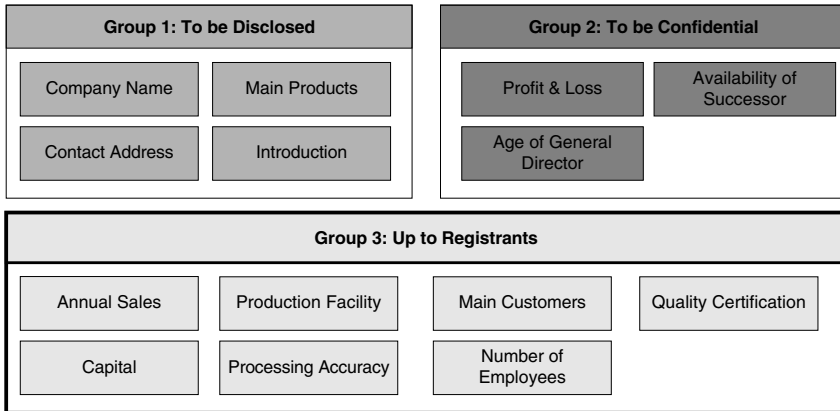 Group 1: To be Disclosed
Company Name
Main Products
Contact Address
Introduction
Group 2: To be Confidential
Profit & Loss
Availability of
Successor
Age of General
Director
Group 3: Up to Registrants
Annual Sales
Production Facility
Main Customers
Quality Certification
Capital
Processing Accuracy
Number of
Employees